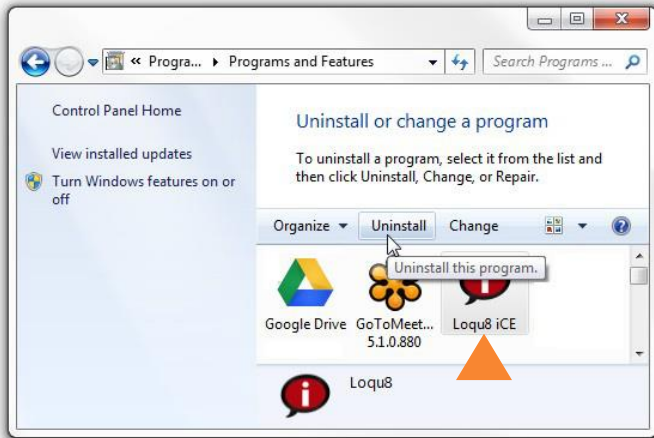 « Progra... ▸ Programs and Features
Search Programs ...
Control Panel Home
View installed updates
Turn Windows features on or
off
Uninstall or change a program
To uninstall a program, select it from the list and
then click Uninstall, Change, or Repair.
Organize Uninstall Change
Uninstall this program.
Google Drive GoToMeet... Loqu8 iCE
5.1.0.880
Loqu8